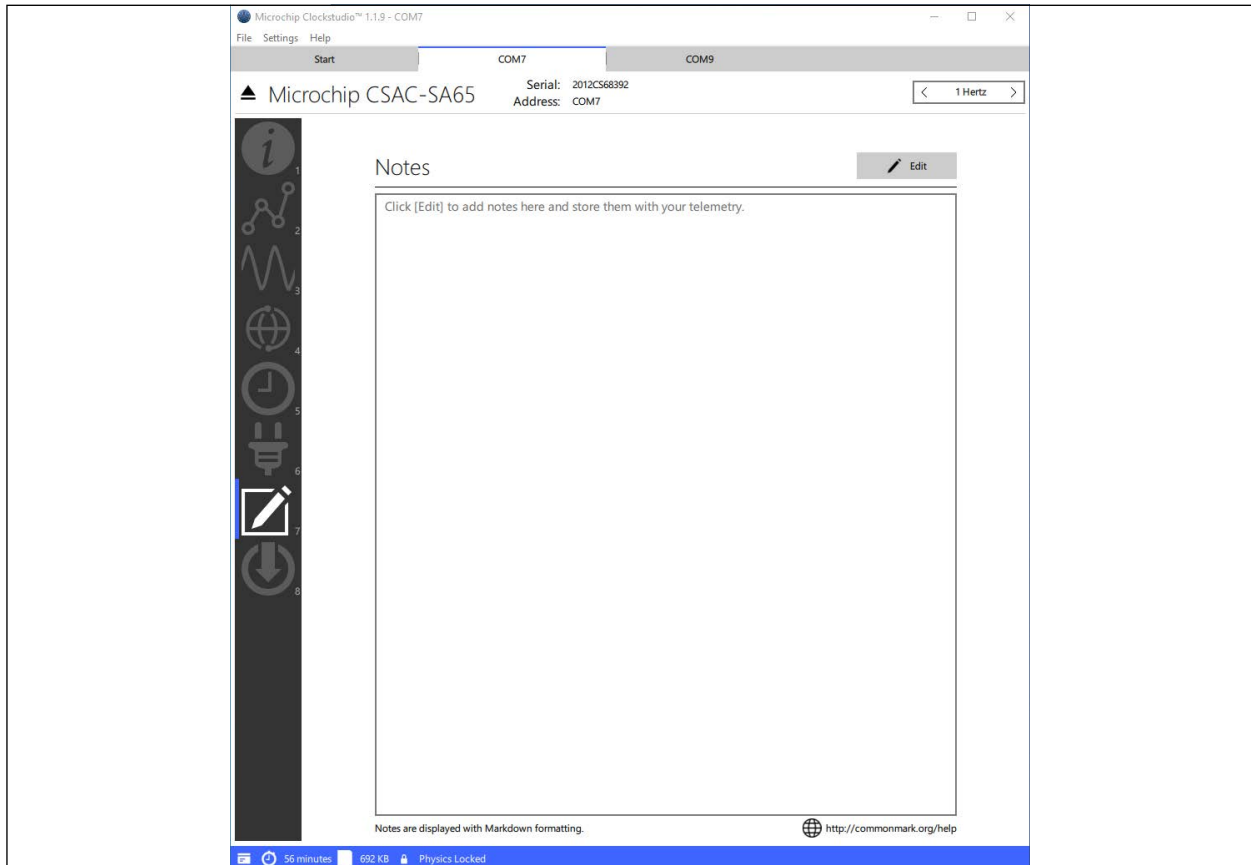 Microchip Clockstudio™ 1.1.9 - COM7
File Settings Help
Start COM7 COM9
Microchip CSAC-SA65
Serial: 2012CS68392
Address: COM7
< 1 Hertz >
1
2
3
4
5
6
7
8
Notes
Edit
Click [Edit] to add notes here and store them with your telemetry.
Notes are displayed with Markdown formatting.
http://commonmark.org/help
56 minutes 692 KB Physics Locked